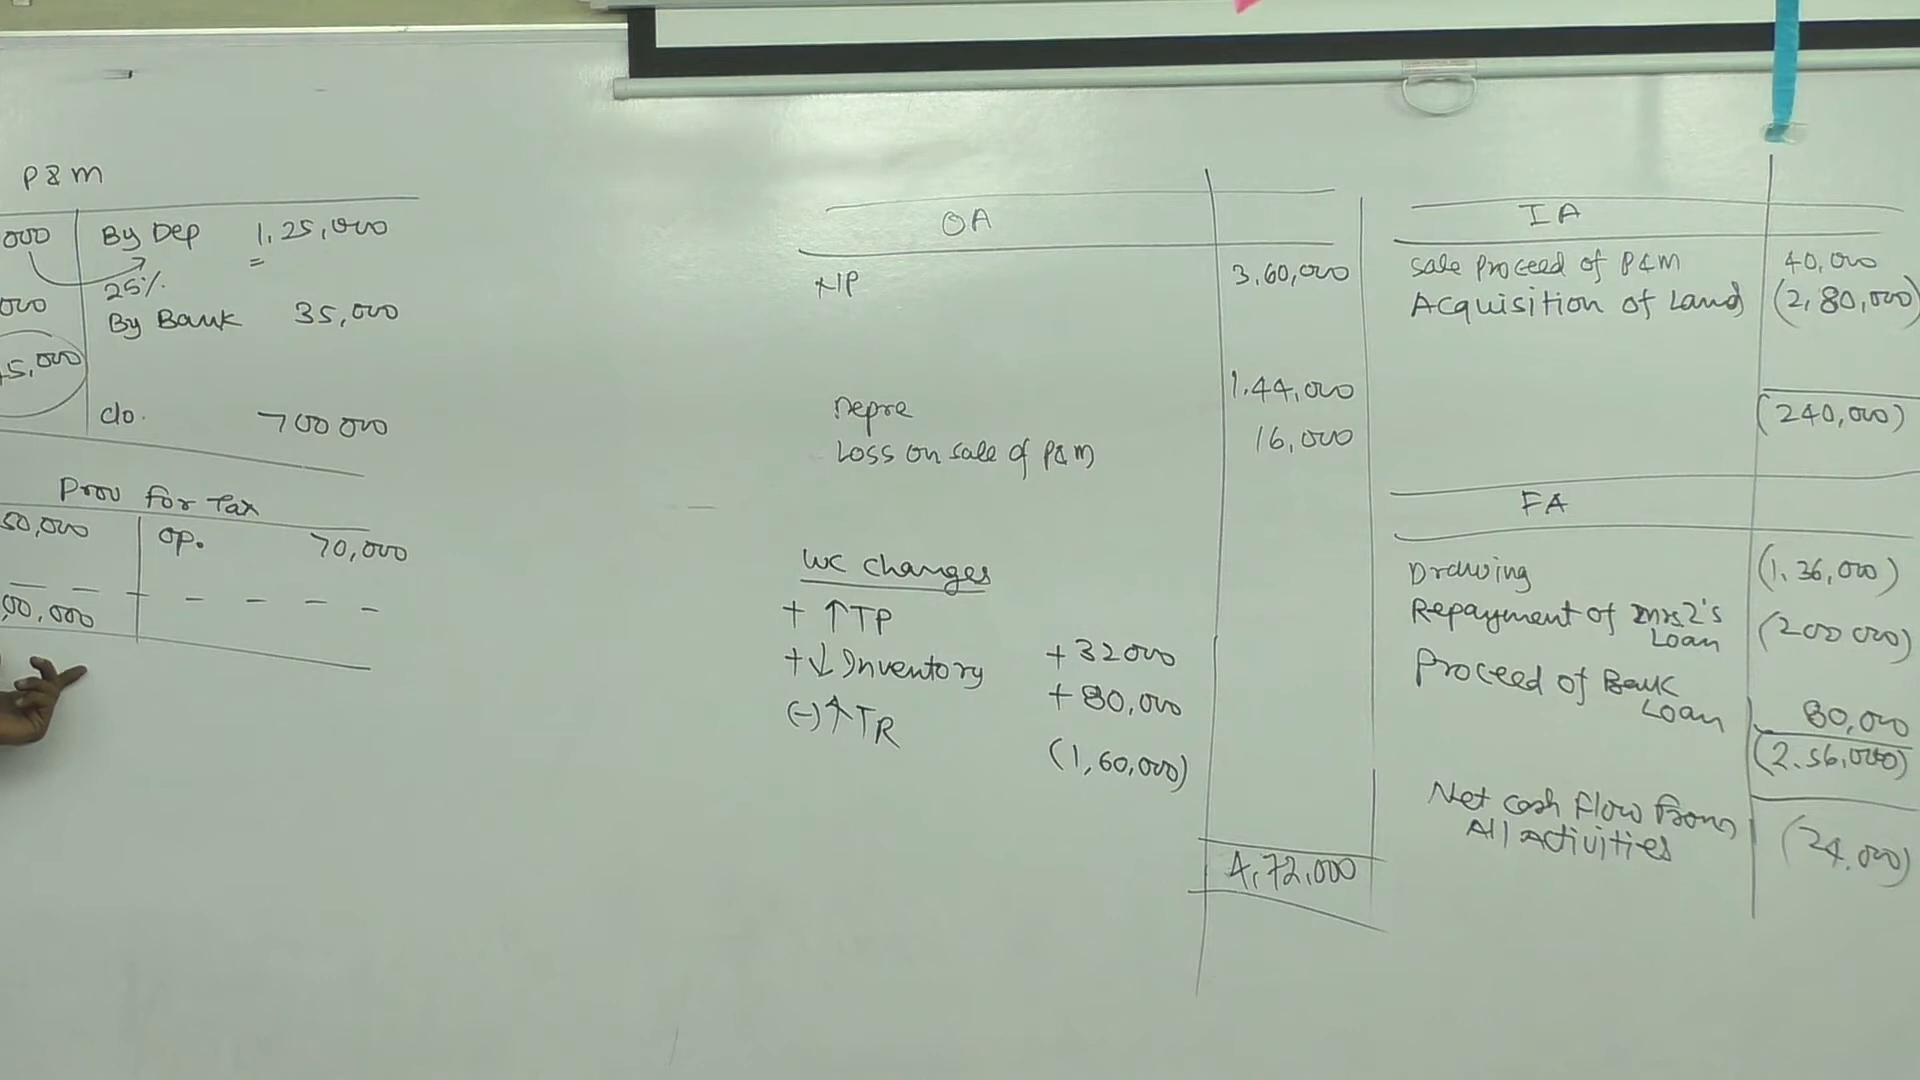 P & M
000 By Dep 1,25,000
25%
000 By Bank 35,000
5,000
c/o. 700000
Prov for Tax
50,000 op. 70,000
00,000
OA
NP 3,60,000
Depre 1,44,000
Loss on sale of P&M 16,000
WC changes
+ ↑ TP +32000
+ ↓ Inventory + 80,000
(-) ↑ TR (1,60,000)
4,72,000
IA
Sale Proceed of P&M 40,000
Acquisition of Land (2,80,000)
(240,000)
FA
Drawing (1,36,000)
Repayment of Mrs Z's
Loan (200000)
Proceed of Bank
Loan 80,000
(2,56,000)
Net cash flow from
All Activities (24,000)